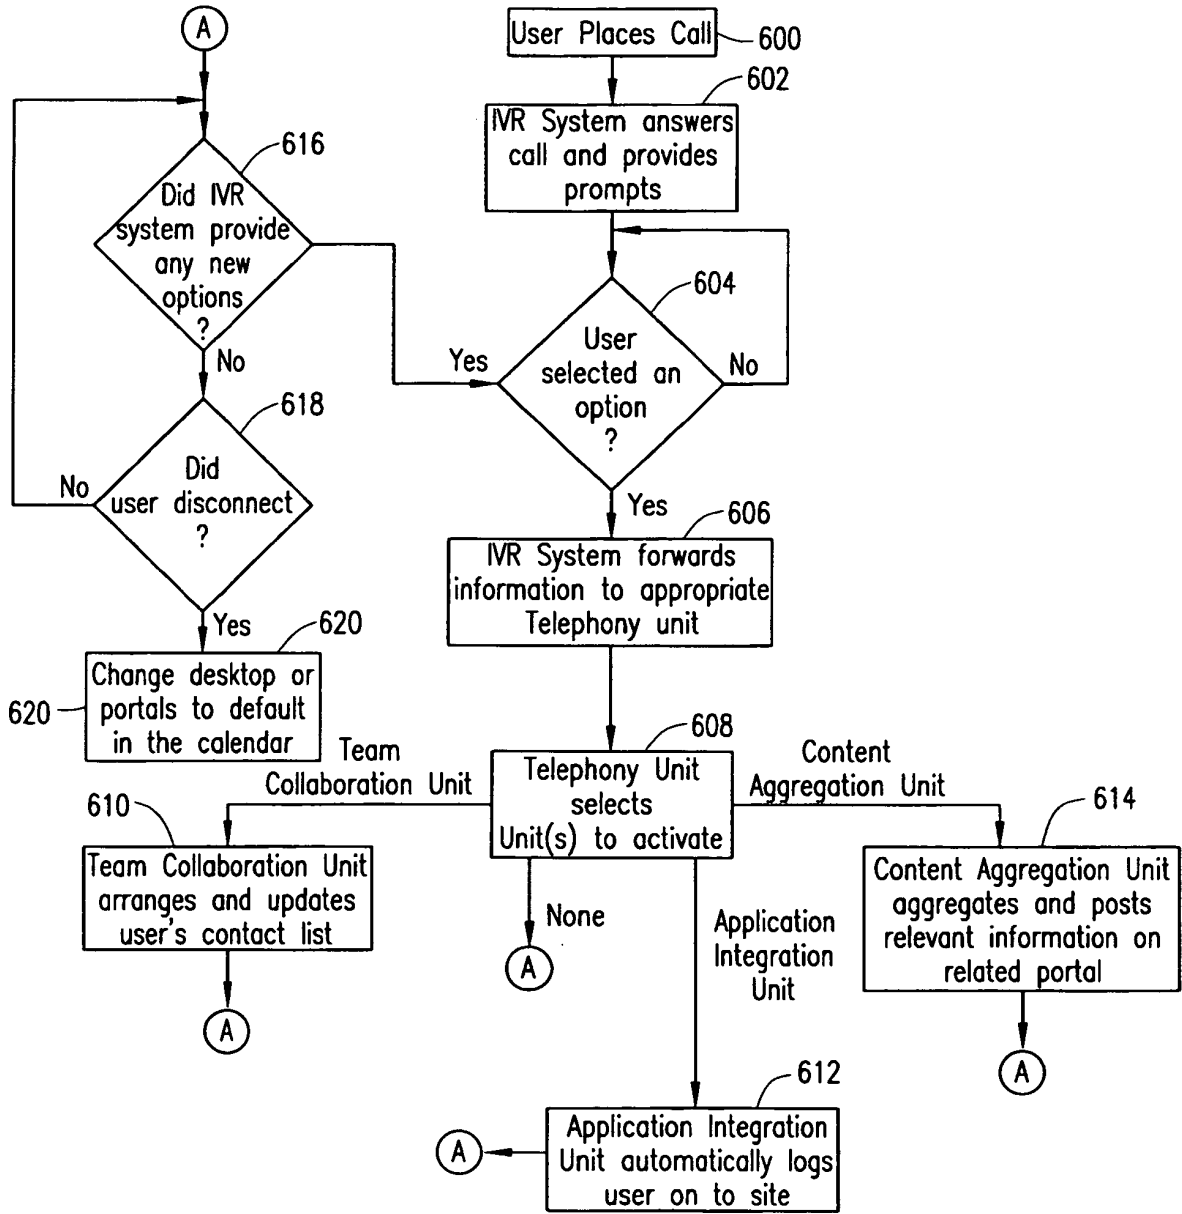 A
User Places Call
600
602
IVR System answers
call and provides
prompts
616
Did IVR
system provide
any new
options
?
604
User
selected an
option
?
Yes
No
No
618
Did
user disconnect
?
No
Yes
Yes
606
IVR System forwards
information to appropriate
Telephony unit
620
Change desktop or
portals to default
in the calendar
620
608
Telephony Unit
selects
Unit(s) to activate
Team
Collaboration Unit
Content
Aggregation Unit
610
Team Collaboration Unit
arranges and updates
user's contact list
614
Content Aggregation Unit
aggregates and posts
relevant information on
related portal
None
A
Application
Integration
Unit
A
A
612
Application Integration
Unit automatically logs
user on to site
A